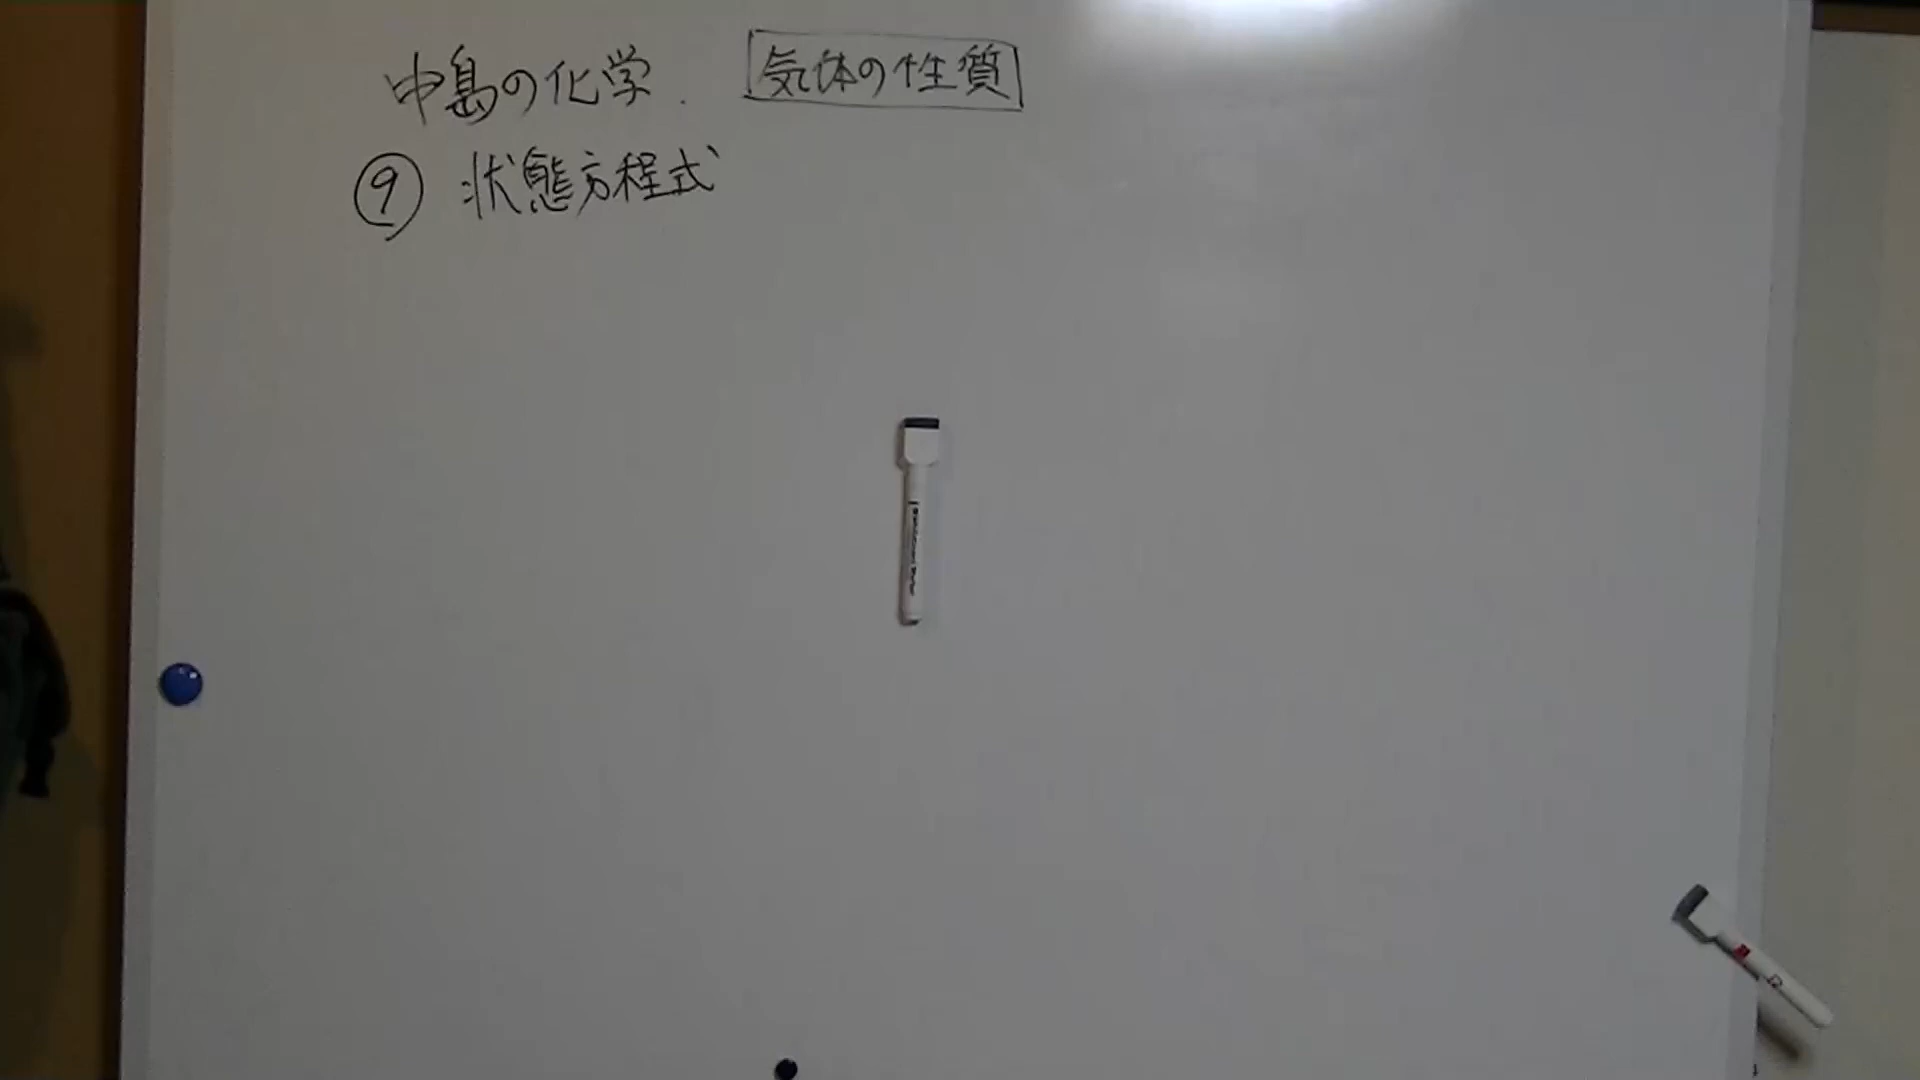 中島の化学. 気体の性質
⑨ 状態方程式